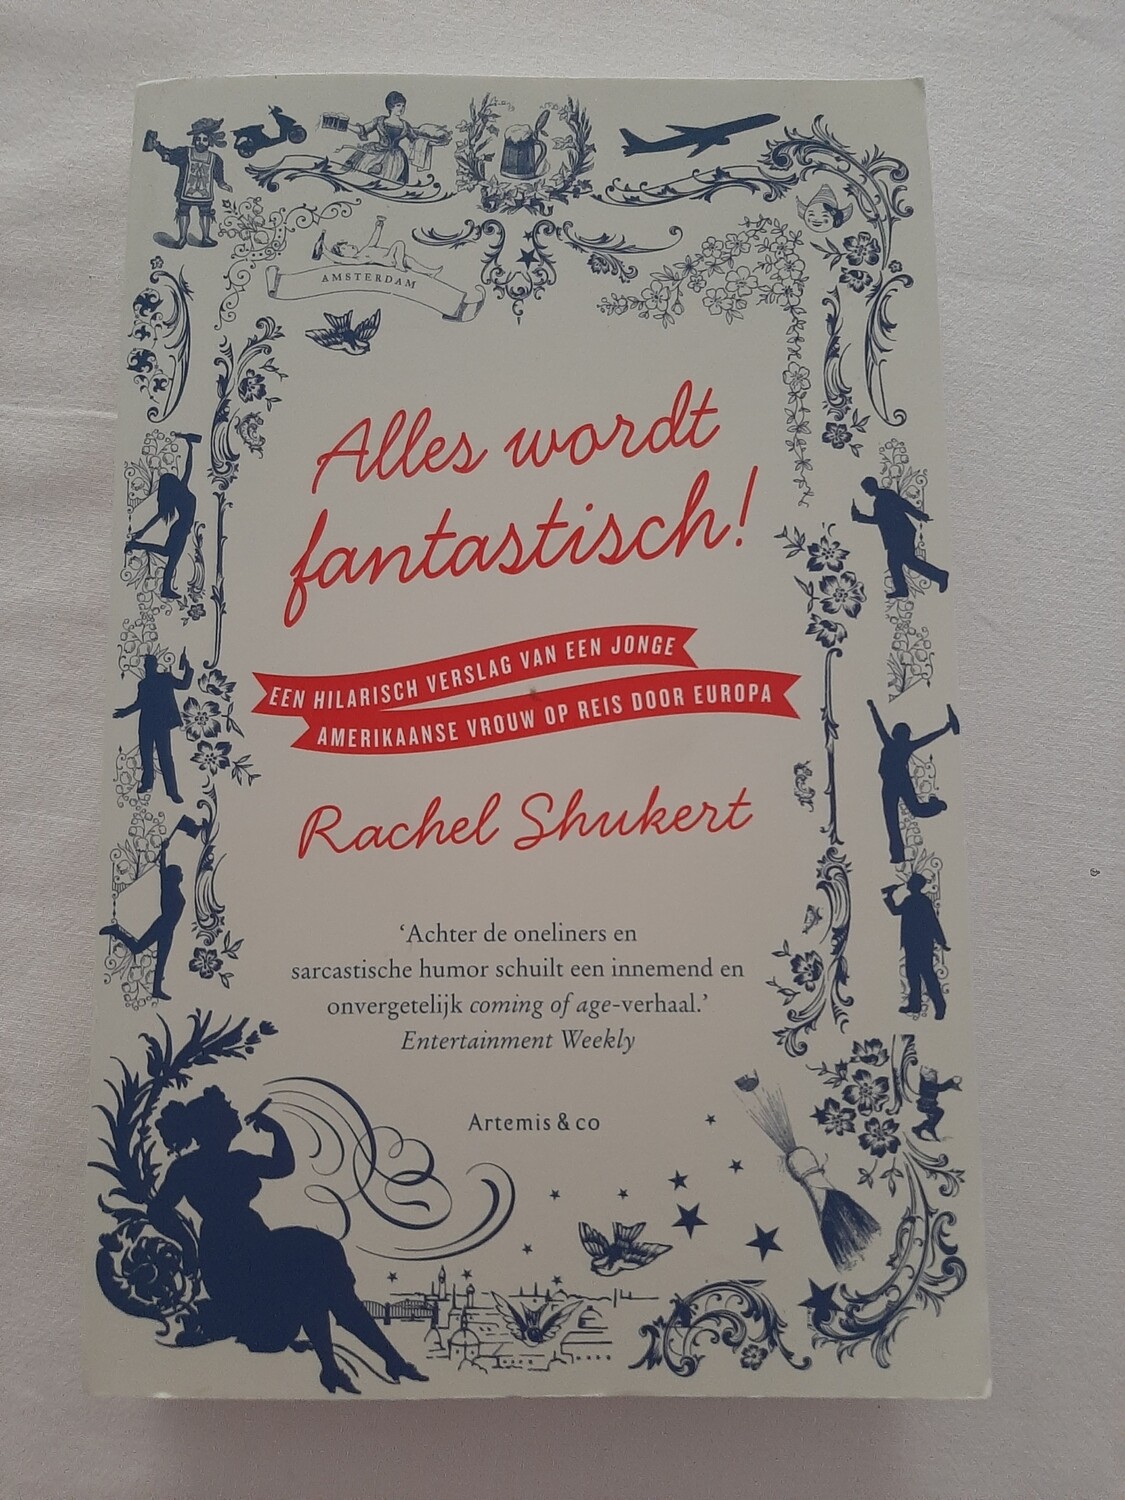 AMSTERDAM
Alles wordt
fantastisch!
EEN HILARISCH VERSLAG VAN EEN JONGE
AMERIKAANSE VROUW OP REIS DOOR EUROPA
Rachel Shukert
‘Achter de oneliners en
sarcastische humor schuilt een innemend en
onvergetelijk coming of age-verhaal.’
Entertainment Weekly
Artemis & co